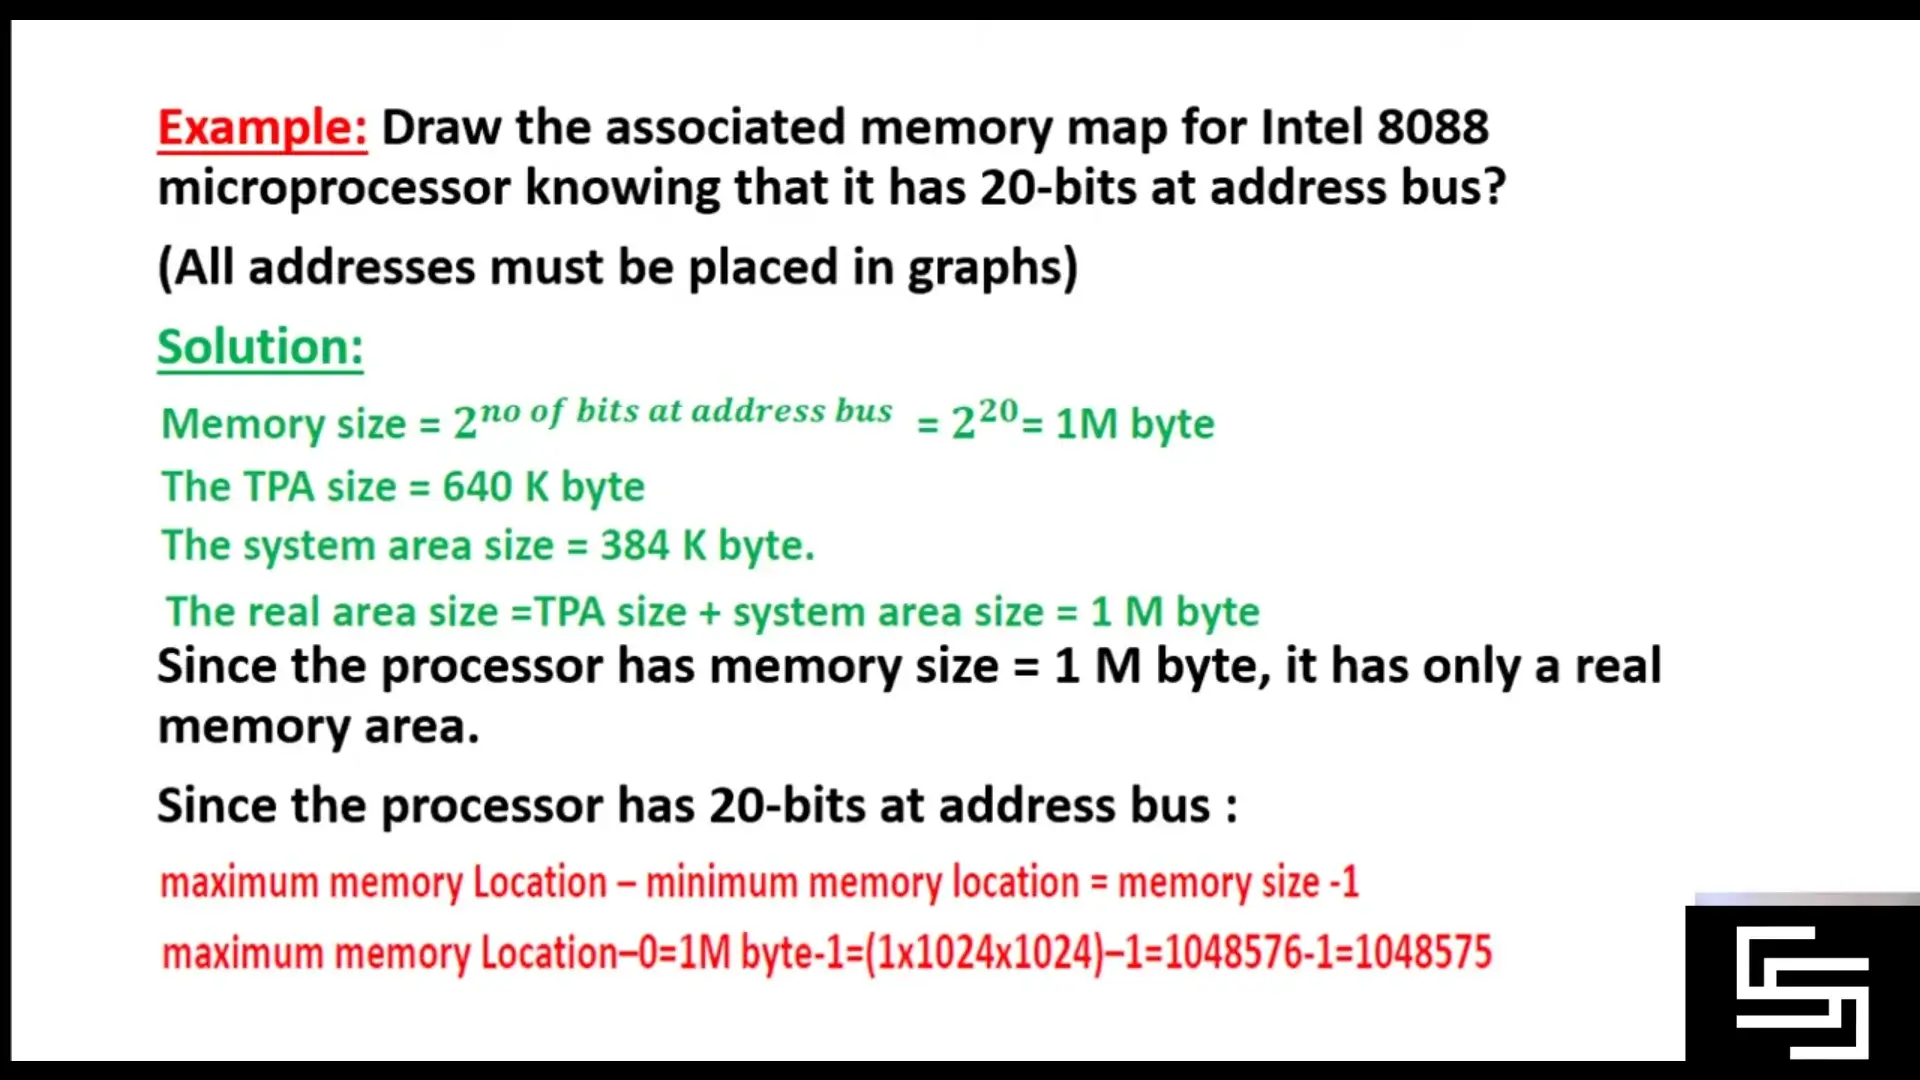 Example: Draw the associated memory map for Intel 8088
microprocessor knowing that it has 20-bits at address bus?
(All addresses must be placed in graphs)
Solution:
Memory size = 2^no of bits at address bus = 2^20= 1M byte
The TPA size = 640 K byte
The system area size = 384 K byte.
The real area size =TPA size + system area size = 1 M byte
Since the processor has memory size = 1 M byte, it has only a real
memory area.
Since the processor has 20-bits at address bus :
maximum memory Location – minimum memory location = memory size -1
maximum memory Location–0=1M byte-1=(1x1024x1024)–1=1048576-1=1048575